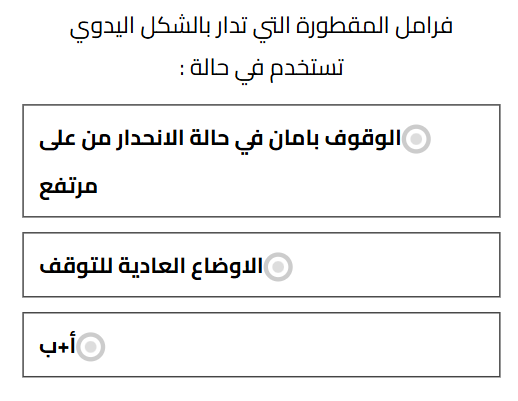 فرامل المقطورة التي تدار بالشكل اليدوي
تستخدم في حالة :
الوقوف بامان في حالة الانحدار من على
مرتفع
الاوضاع العادية للتوقف
أ+ب